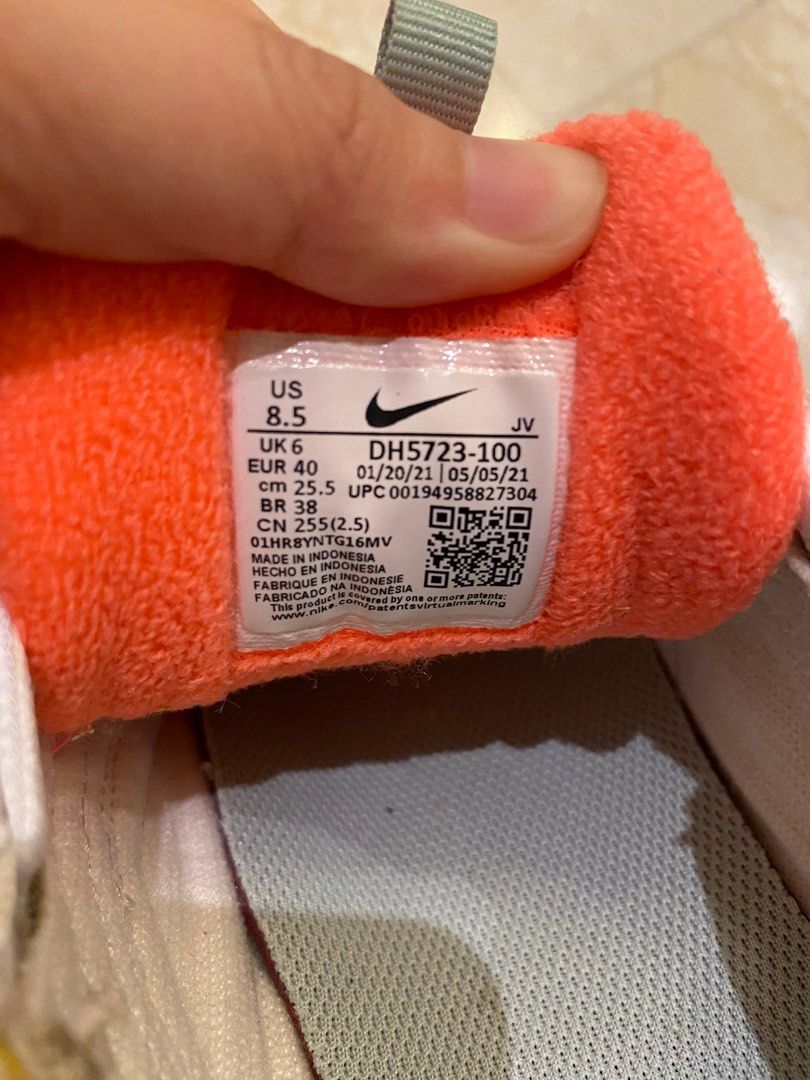 US
8.5
JV
UK 6
EUR 40
cm 25.5
BR 38
CN 255(2.5)
DH5723-100
01/20/21 | 05/05/21
UPC 00194958827304
01HR8YNTG16MV
MADE IN INDONESIA
HECHO EN INDONESIA
FABRIQUE EN INDONESIE
FABRICADO NA INDONÉSIA
This product is covered by one or more patents:
www.nike.com/patentsvirtualmarking